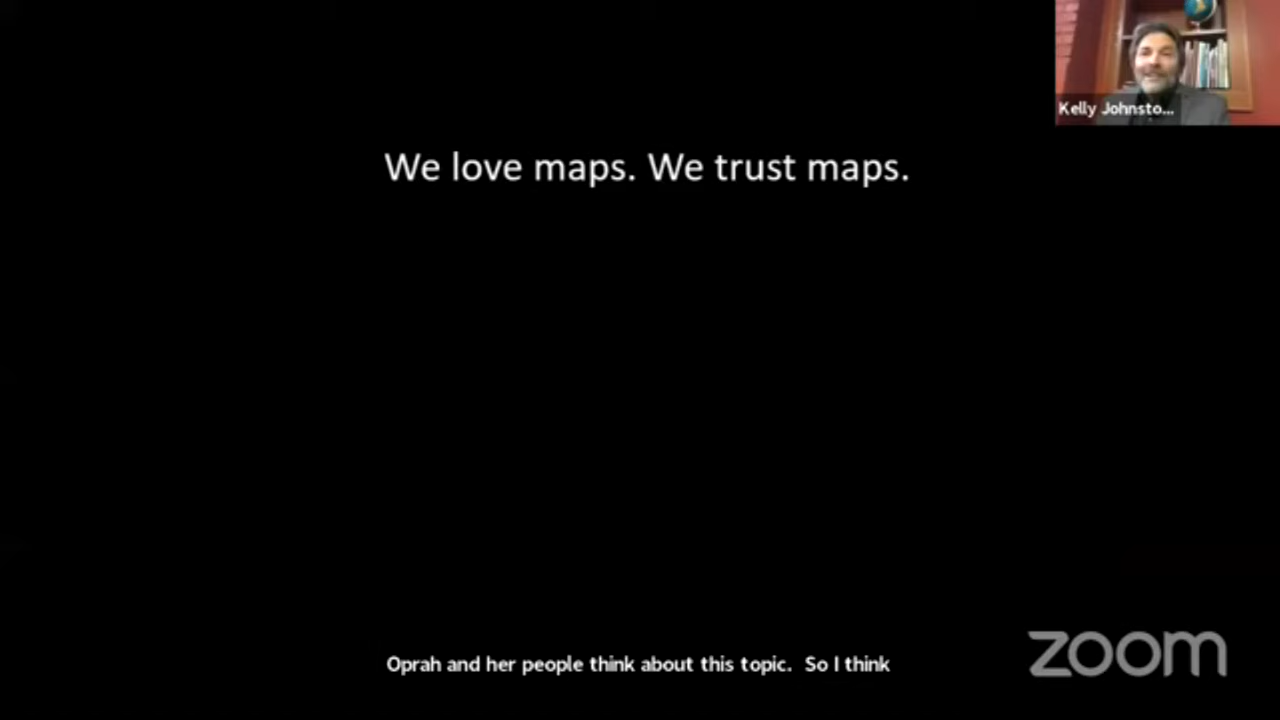 Kelly Johnsto...
We love maps. We trust maps.
Oprah and her people think about this topic. So I think
zoom